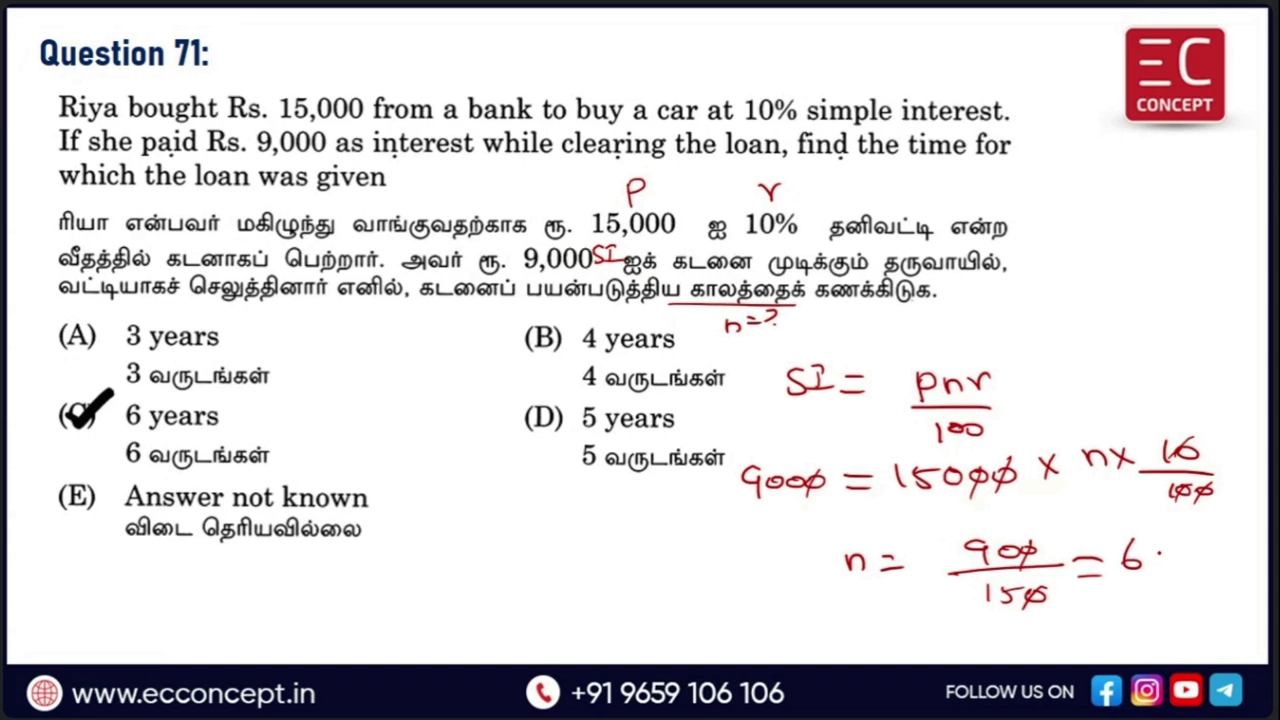 Question 71:
EC
CONCEPT
Riya bought Rs. 15,000 from a bank to buy a car at 10% simple interest.
If she paid Rs. 9,000 as interest while clearing the loan, find the time for
which the loan was given
P r
ரியா என்பவர் மகிழுந்து வாங்குவதற்காக ரூ. 15,000 ஐ 10% தனிவட்டி என்ற
வீதத்தில் கடனாகப் பெற்றார். அவர் ரூ. 9,000 SI ஐக் கடனை முடிக்கும் தருவாயில்,
வட்டியாகச் செலுத்தினார் எனில், கடனைப் பயன்படுத்திய காலத்தைக் கணக்கிடுக.
n=?
(A) 3 years
3 வருடங்கள்
(B) 4 years
4 வருடங்கள்
(C) 6 years
6 வருடங்கள்
(D) 5 years
5 வருடங்கள்
(E) Answer not known
விடை தெரியவில்லை
SI = pnr/100
9000 = 15000 × n × 10/100
n = 900/150 = 6
www.ecconcept.in
+91 9659 106 106
FOLLOW US ON